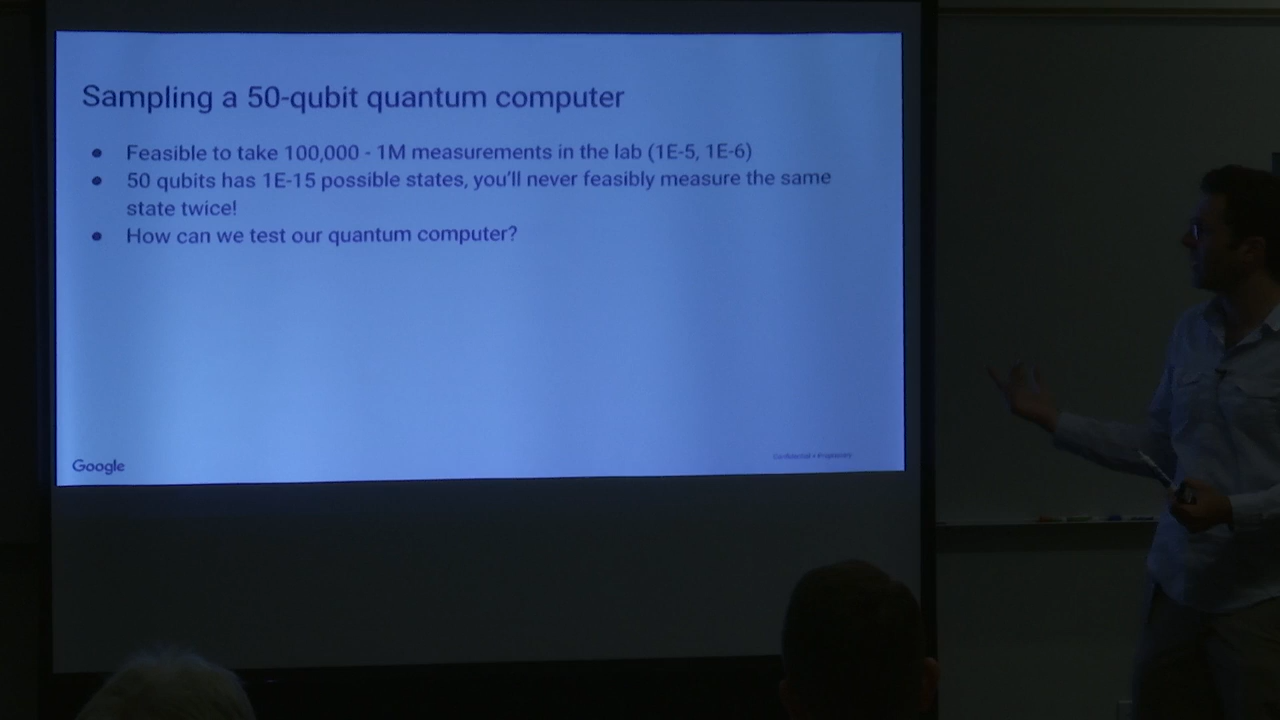 Sampling a 50-qubit quantum computer
● Feasible to take 100,000 - 1M measurements in the lab (1E-5, 1E-6)
● 50 qubits has 1E-15 possible states, you'll never feasibly measure the same
state twice!
● How can we test our quantum computer?
Google
Confidential + Proprietary